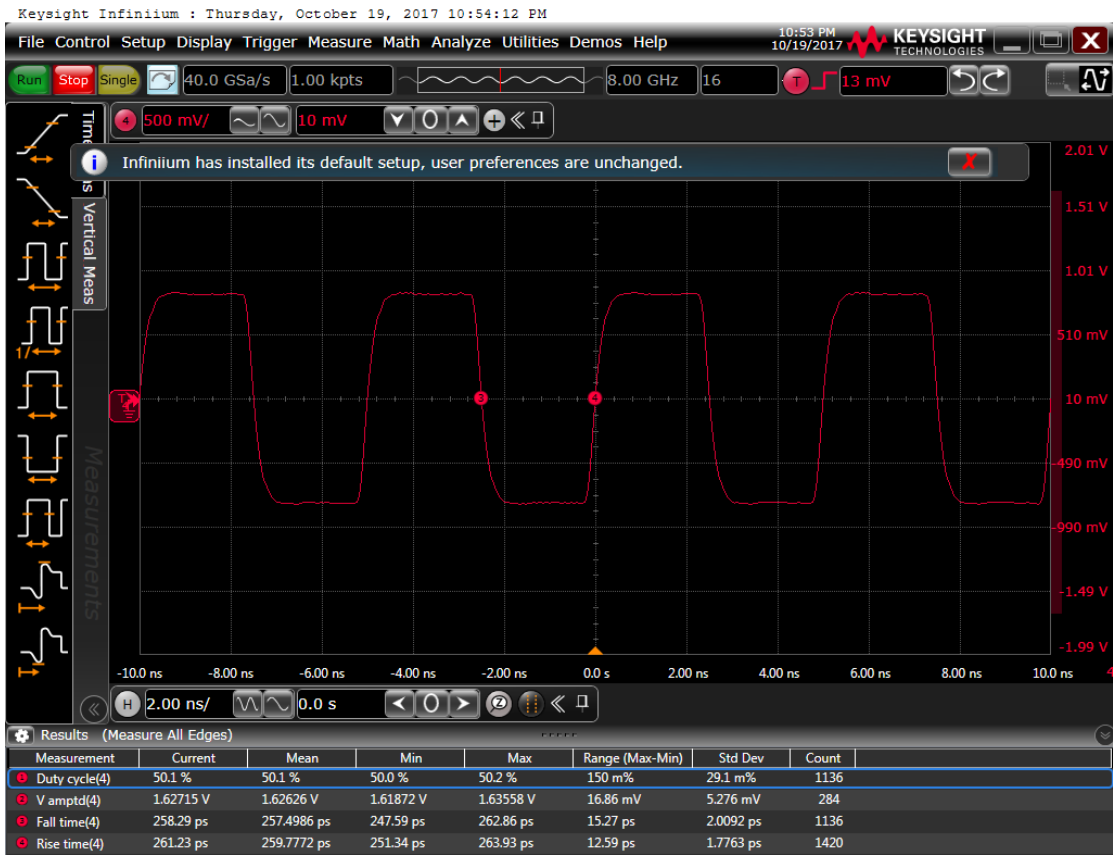 Keysight Infiniium : Thursday, October 19, 2017 10:54:12 PM
File Control Setup Display Trigger Measure Math Analyze Utilities Demos Help
10:53 PM
10/19/2017
KEYSIGHT
TECHNOLOGIES
X
Run Stop Single 40.0 GSa/s 1.00 kpts 8.00 GHz 16 T 13 mV
4 500 mV/ 10 mV 0
i Infiniium has installed its default setup, user preferences are unchanged. X
Vertical Meas
Measurements
1/
2.01 V
1.51 V
1.01 V
510 mV
10 mV
-490 mV
-990 mV
-1.49 V
-1.99 V
T
3 4
-10.0 ns -8.00 ns -6.00 ns -4.00 ns -2.00 ns 0.0 s 2.00 ns 4.00 ns 6.00 ns 8.00 ns 10.0 ns 4
H 2.00 ns/ 0.0 s 0 Z
Results (Measure All Edges)
Measurement Current Mean Min Max Range (Max-Min) Std Dev Count
1 Duty cycle(4) 50.1 % 50.1 % 50.0 % 50.2 % 150 m% 29.1 m% 1136
2 V amptd(4) 1.62715 V 1.62626 V 1.61872 V 1.63558 V 16.86 mV 5.276 mV 284
3 Fall time(4) 258.29 ps 257.4986 ps 247.59 ps 262.86 ps 15.27 ps 2.0092 ps 1136
4 Rise time(4) 261.23 ps 259.7772 ps 251.34 ps 263.93 ps 12.59 ps 1.7763 ps 1420